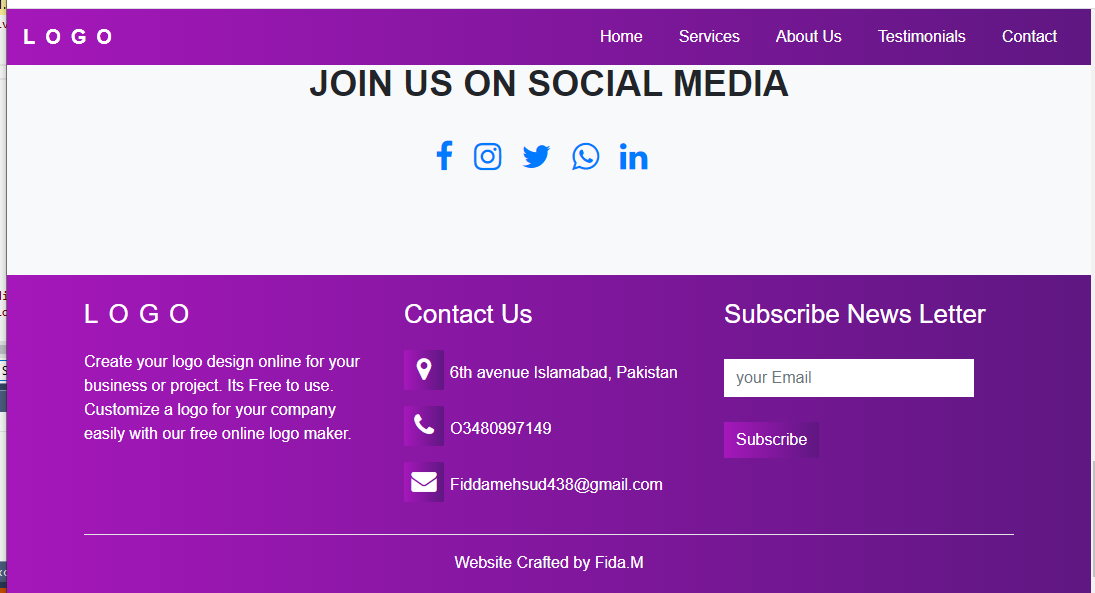 LOGO
Home Services About Us Testimonials Contact
JOIN US ON SOCIAL MEDIA
LOGO
Create your logo design online for your
business or project. Its Free to use.
Customize a logo for your company
easily with our free online logo maker.
Contact Us
6th avenue Islamabad, Pakistan
O3480997149
Fiddamehsud438@gmail.com
Subscribe News Letter
your Email
Subscribe
Website Crafted by Fida.M